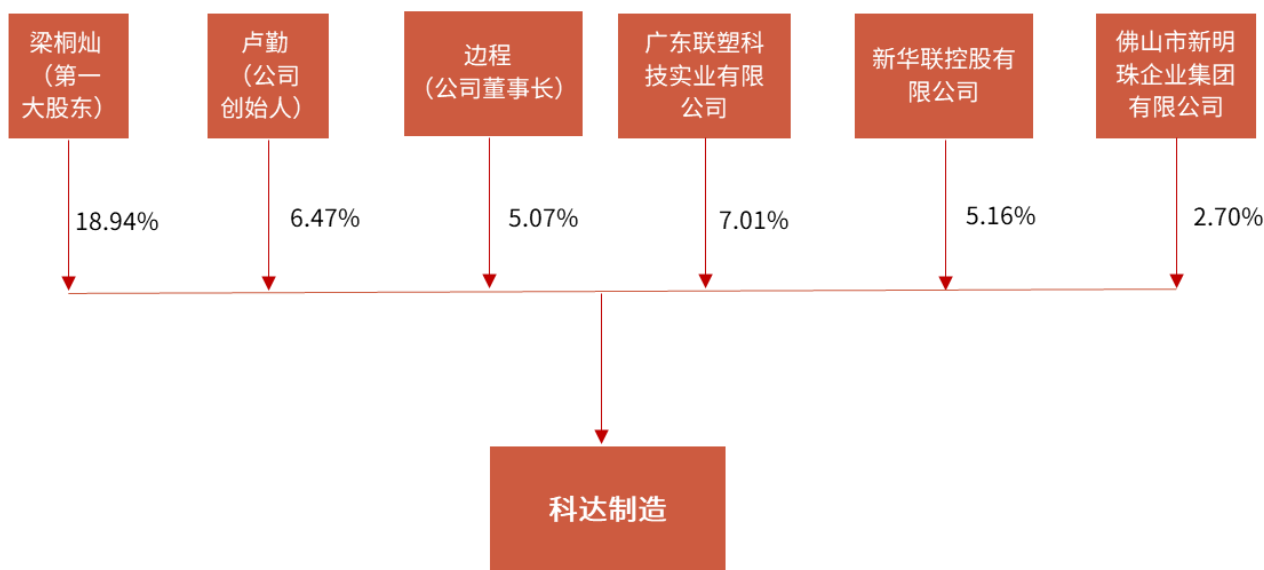 梁桐灿
（第一
大股东）
卢勤
（公司
创始人）
边程
（公司董事长）
广东联塑科
技实业有限
公司
新华联控股有
限公司
佛山市新明
珠企业集团
有限公司
18.94%
6.47%
5.07%
7.01%
5.16%
2.70%
科达制造